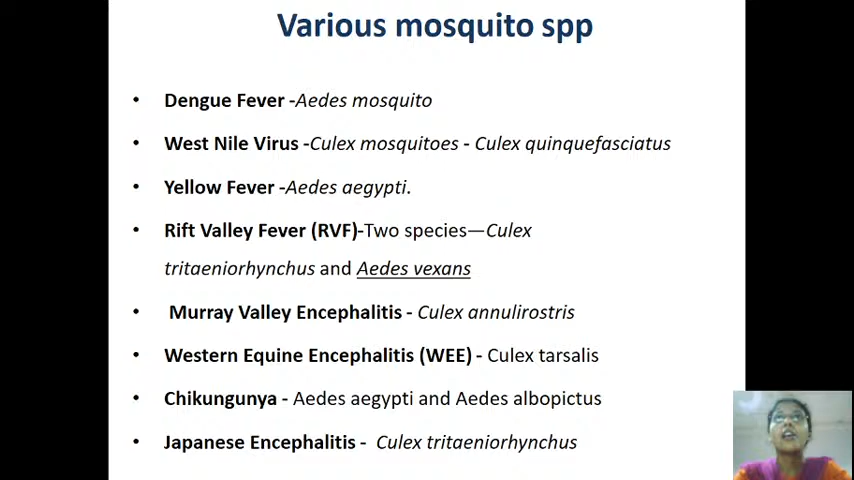 Various mosquito spp
• Dengue Fever -Aedes mosquito
• West Nile Virus -Culex mosquitoes - Culex quinquefasciatus
• Yellow Fever -Aedes aegypti.
• Rift Valley Fever (RVF)-Two species—Culex
tritaeniorhynchus and Aedes vexans
• Murray Valley Encephalitis - Culex annulirostris
• Western Equine Encephalitis (WEE) - Culex tarsalis
• Chikungunya - Aedes aegypti and Aedes albopictus
• Japanese Encephalitis - Culex tritaeniorhynchus